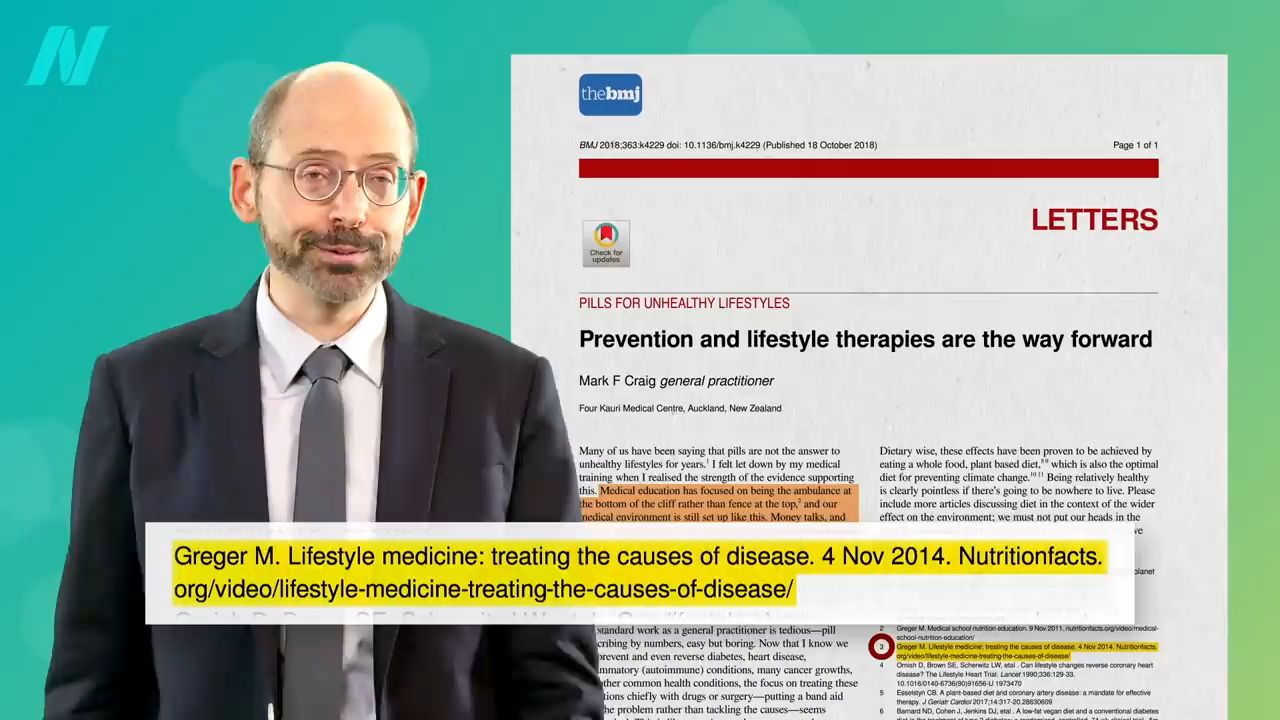 N
thebmj
BMJ 2018;363:k4229 doi: 10.1136/bmj.k4229 (Published 18 October 2018)
Page 1 of 1
LETTERS
Check for
updates
PILLS FOR UNHEALTHY LIFESTYLES
Prevention and lifestyle therapies are the way forward
Mark F Craig general practitioner
Four Kauri Medical Centre, Auckland, New Zealand
Many of us have been saying that pills are not the answer to
unhealthy lifestyles for years.1 I felt let down by my medical
training when I realised the strength of the evidence supporting
this. Medical education has focused on being the ambulance at
the bottom of the cliff rather than fence at the top,2 and our
medical environment is still set up like this. Money talks, and
Greger M. Lifestyle medicine: treating the causes of disease. 4 Nov 2014. Nutritionfacts.
org/video/lifestyle-medicine-treating-the-causes-of-disease/
standard work as a general practitioner is tedious—pill
cribing by numbers, easy but boring. Now that I know we
prevent and even reverse diabetes, heart disease,
mmatory (autoimmune) conditions, many cancer growths,
other common health conditions, the focus on treating these
tions chiefly with drugs or surgery—putting a band aid
he problem rather than tackling the causes—seems
Dietary wise, these effects have been proven to be achieved by
eating a whole food, plant based diet,8 9 which is also the optimal
diet for preventing climate change.10 11 Being relatively healthy
is clearly pointless if there's going to be nowhere to live. Please
include more articles discussing diet in the context of the wider
effect on the environment; we must not put our heads in the
ve
planet
2 Greger M. Medical school nutrition education. 9 Nov 2011. nutritionfacts.org/video/medical-
school-nutrition-education/
3 Greger M. Lifestyle medicine: treating the causes of disease. 4 Nov 2014. Nutritionfacts.
org/video/lifestyle-medicine-treating-the-causes-of-disease/
4 Ornish D, Brown SE, Scherwitz LW, etal . Can lifestyle changes reverse coronary heart
disease? The Lifestyle Heart Trial. Lancet 1990;336:129-33.
10.1016/0140-6736(90)91656-U 1973470
5 Esselstyn CB. A plant-based diet and coronary artery disease: a mandate for effective
therapy. J Geriatr Cardiol 2017;14:317-20.28630609
6 Barnard ND, Cohen J, Jenkins DJ, etal . A low-fat vegan diet and a conventional diabetes